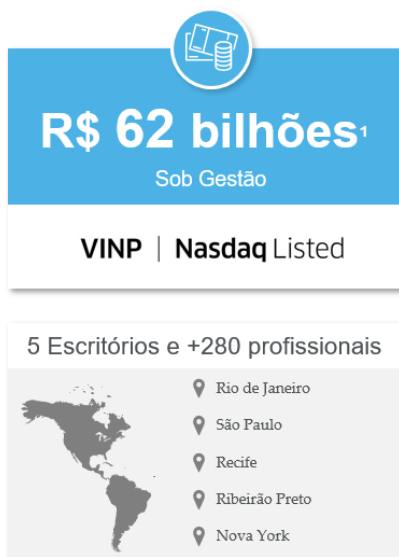 R$ 62 bilhões¹
Sob Gestão
VINP | Nasdaq Listed
5 Escritórios e +280 profissionais
Rio de Janeiro
São Paulo
Recife
Ribeirão Preto
Nova York